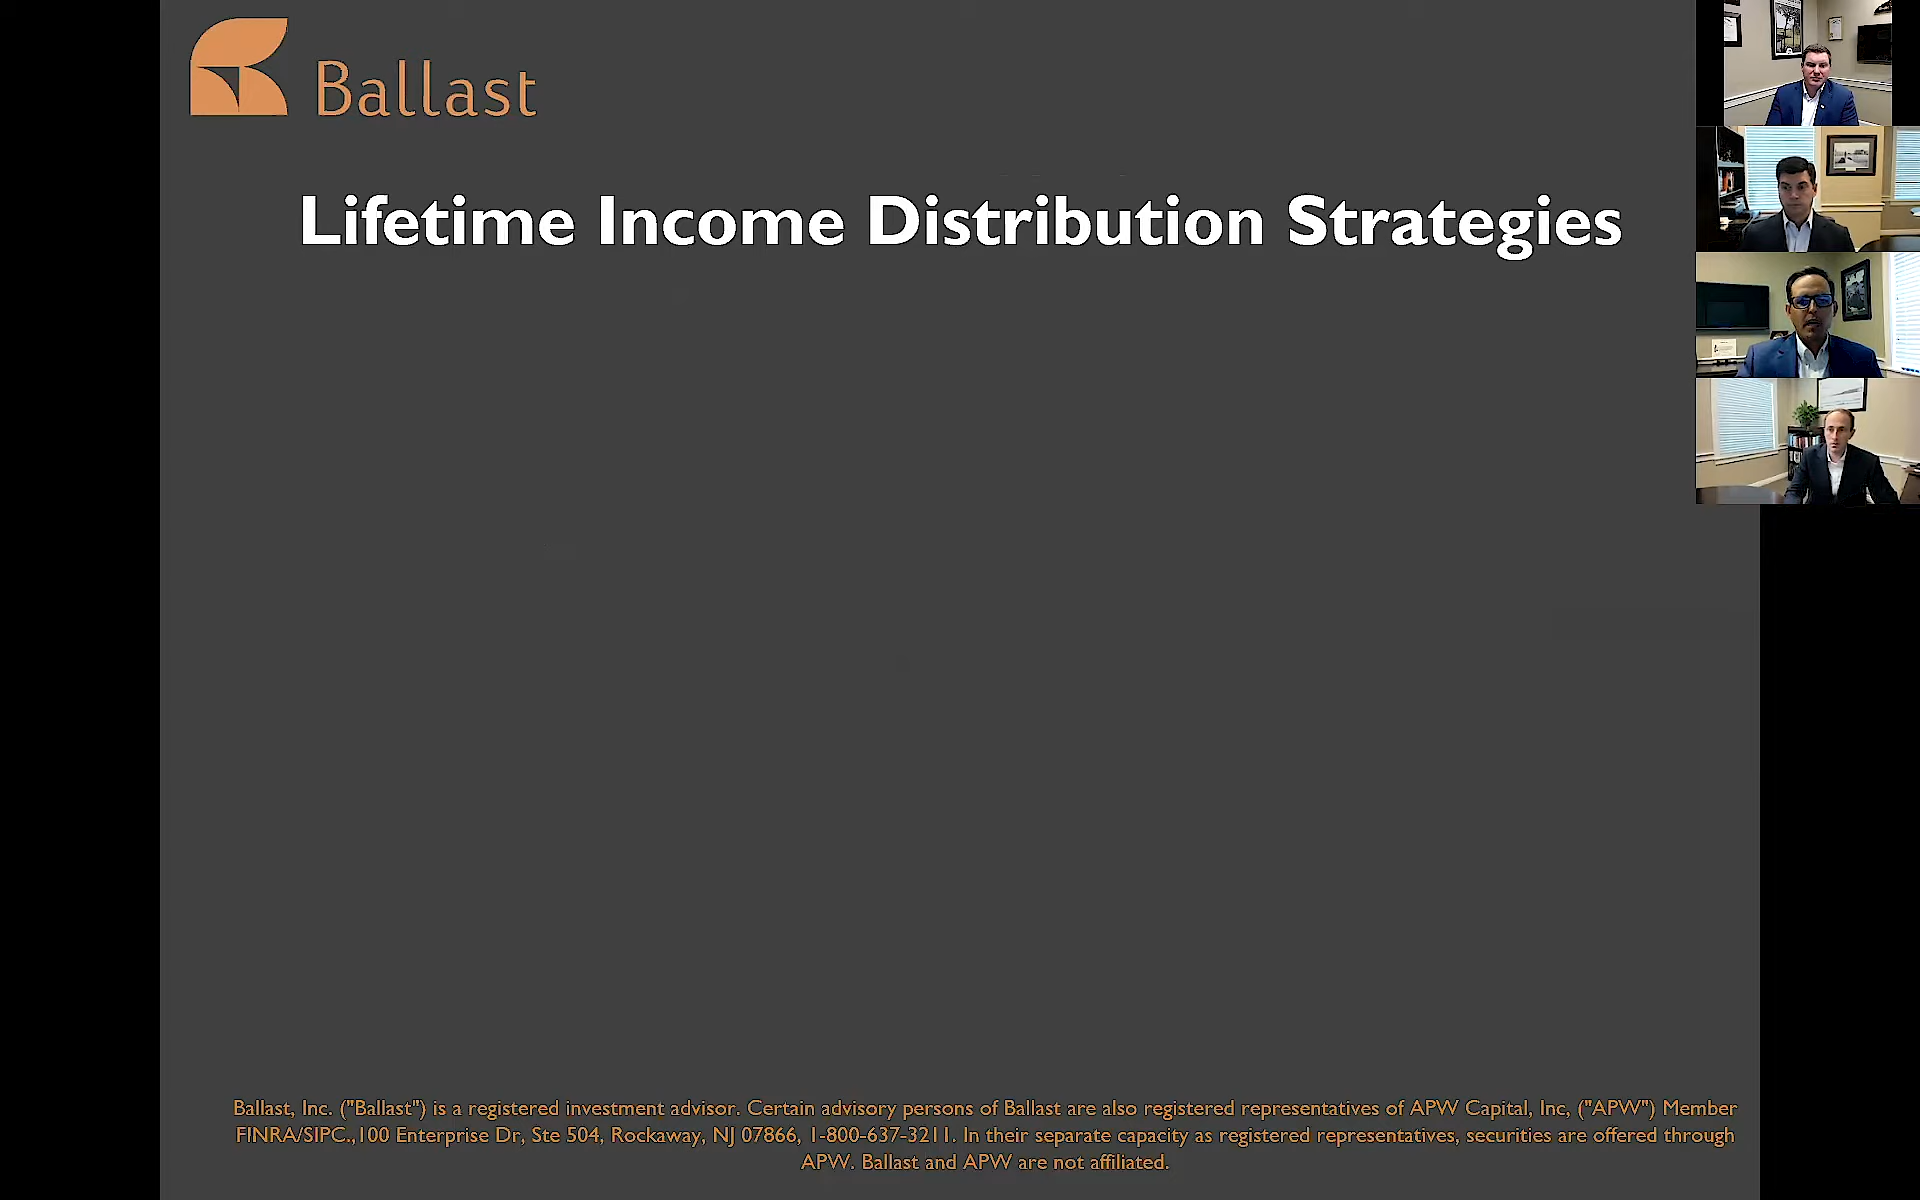 Ballast
Lifetime Income Distribution Strategies
Ballast, Inc. ("Ballast") is a registered investment advisor. Certain advisory persons of Ballast are also registered representatives of APW Capital, Inc, ("APW") Member
FINRA/SIPC.,100 Enterprise Dr, Ste 504, Rockaway, NJ 07866, 1-800-637-3211. In their separate capacity as registered representatives, securities are offered through
APW. Ballast and APW are not affiliated.